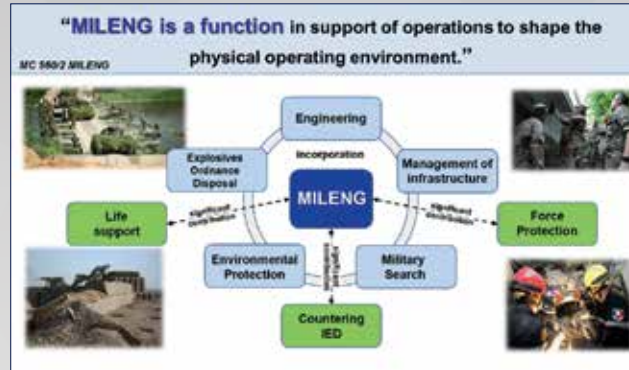 “MILENG is a function in support of operations to shape the
physical operating environment.”
MC 560/2 MILENG
Engineering
incorporation
Explosives
Ordnance
Disposal
Management of
infrastructure
MILENG
Life
support
significant
contribution
significant
contribution
Force
Protection
Environmental
Protection
significant
contribution
Military
Search
Countering
IED